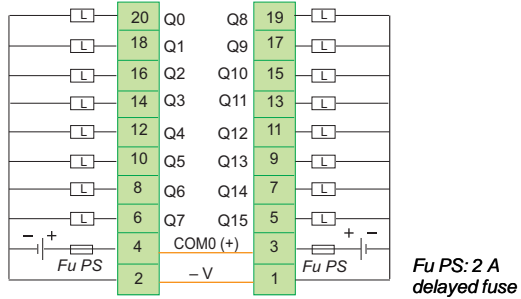 L 20 Q0 Q8 19 L
L 18 Q1 Q9 17 L
L 16 Q2 Q10 15 L
L 14 Q3 Q11 13 L
L 12 Q4 Q12 11 L
L 10 Q5 Q13 9 L
L 8 Q6 Q14 7 L
L 6 Q7 Q15 5 L
– + 4 COM0 (+) 3 + –
Fu PS Fu PS
2 – V 1
Fu PS: 2 A
delayed fuse